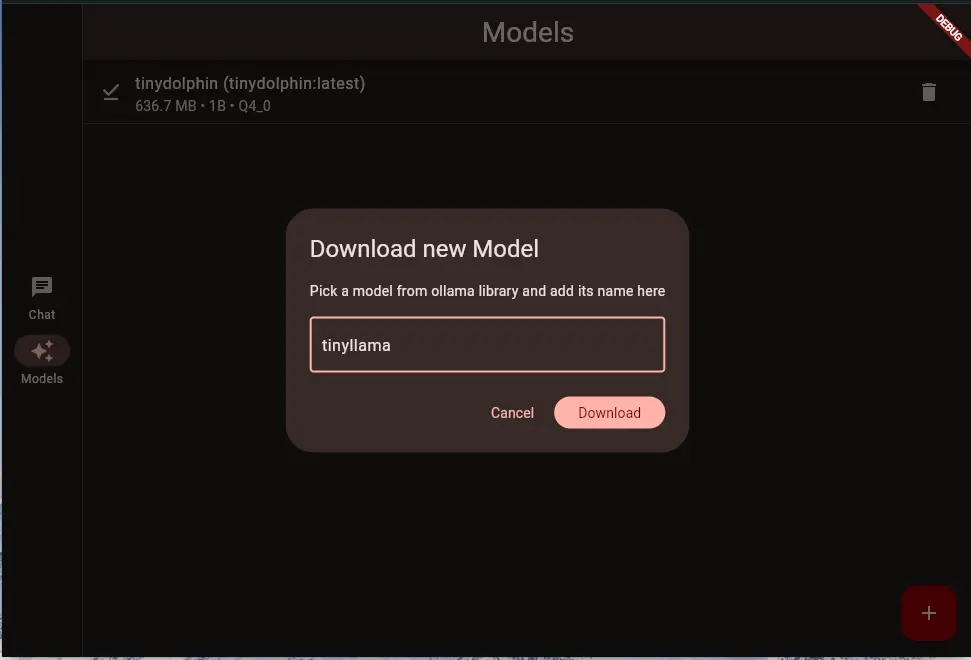 Models
DEBUG
tinydolphin (tinydolphin:latest)
636.7 MB • 1B • Q4_0
Chat
Models
Download new Model
Pick a model from ollama library and add its name here
tinyllama
Cancel
Download